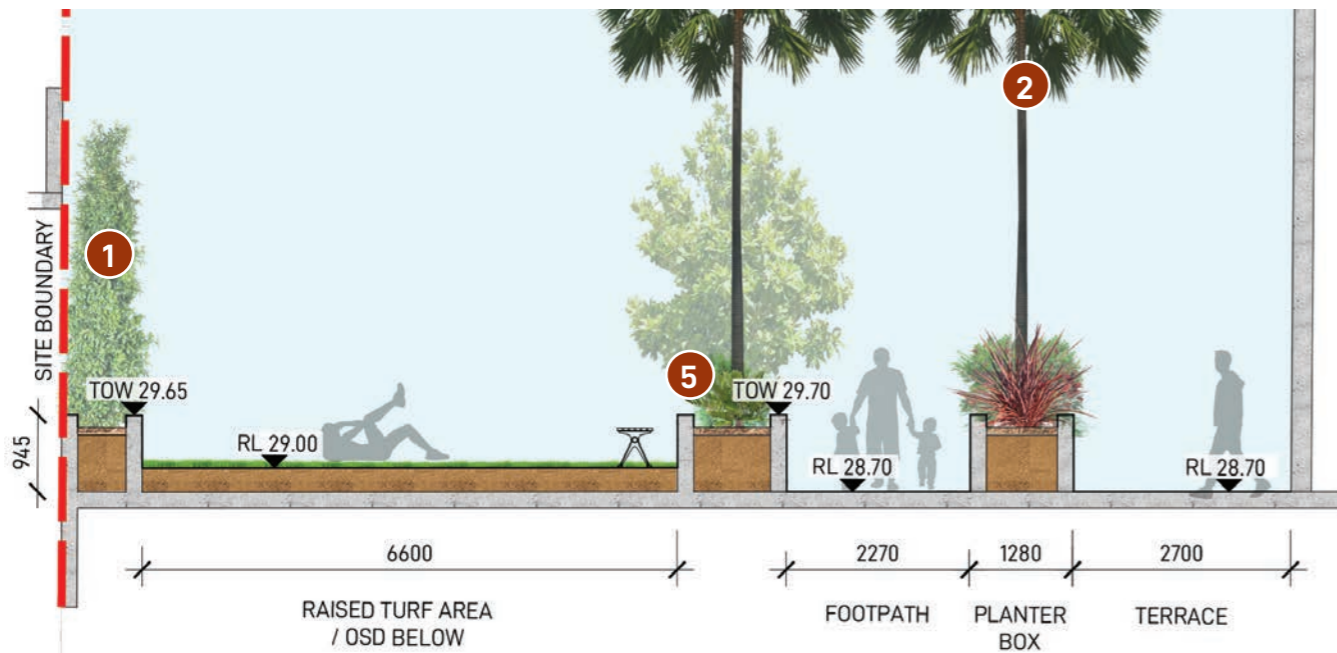 2
1
SITE BOUNDARY
5
TOW 29.65
TOW 29.70
945
RL 29.00
RL 28.70
RL 28.70
6600
2270
1280
2700
RAISED TURF AREA
/ OSD BELOW
FOOTPATH
PLANTER
BOX
TERRACE